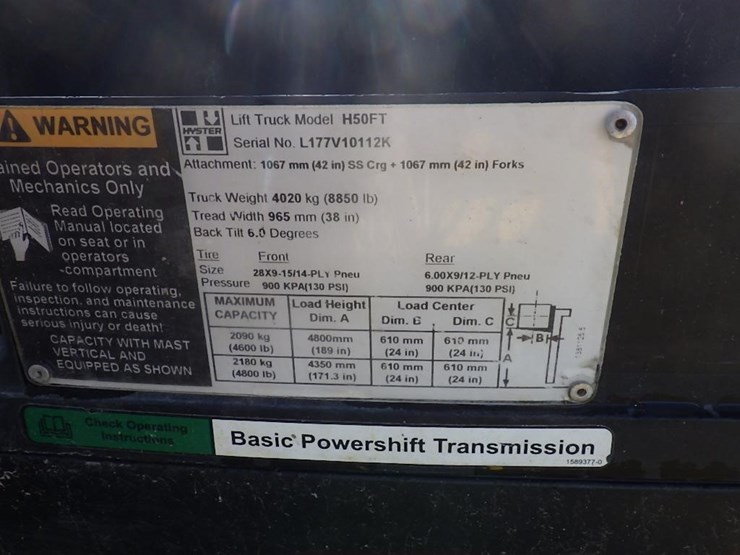 WARNING
ained Operators and
Mechanics Only
Read Operating
Manual located
on seat or in
operators
-compartment
Failure to follow operating,
inspection, and maintenance
instructions can cause
serious injury or death!
CAPACITY WITH MAST
VERTICAL AND
EQUIPPED AS SHOWN
HYSTER
Lift Truck Model H50FT
Serial No. L177V10112K
Attachment: 1067 mm (42 in) SS Crg + 1067 mm (42 in) Forks
Truck Weight 4020 kg (8850 lb)
Tread Width 965 mm (38 in)
Back Tilt 6.0 Degrees
Tire Front Rear
Size 28X9-15/14-PLY Pneu 6.00X9/12-PLY Pneu
Pressure 900 KPA(130 PSI) 900 KPA(130 PSI)
MAXIMUM CAPACITY Load Height Dim. A Load Center Dim. B Dim. C
2090 kg 4800mm 610 mm 610 mm
(4600 lb) (189 in) (24 in) (24 in)
2180 kg 4350 mm 610 mm 610 mm
(4800 lb) (171.3 in) (24 in) (24 in)
C
B
A
Check Operating
Instructions
Basic Powershift Transmission
1589377-0